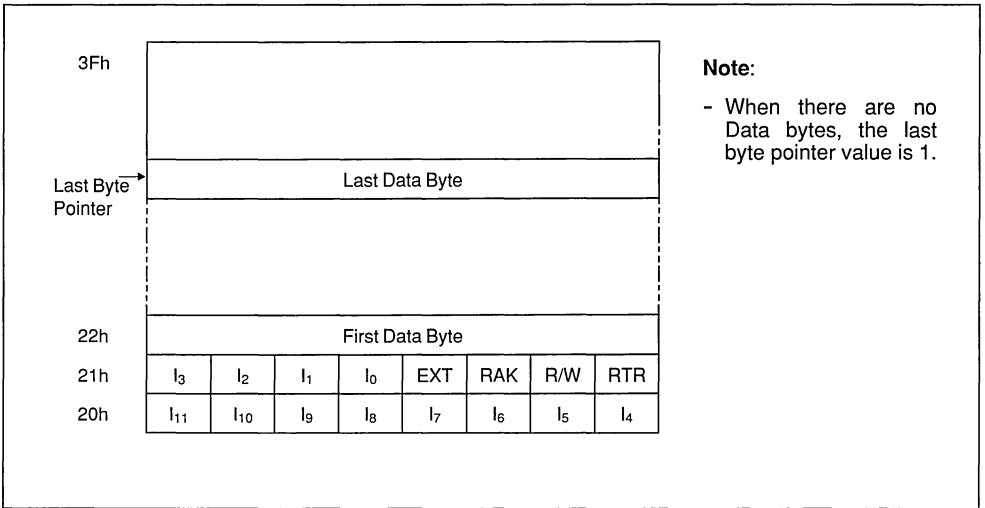 3Fh
Note:
- When there are no
Data bytes, the last
byte pointer value is 1.
Last Byte
Pointer
Last Data Byte
22h First Data Byte
21h I₃ I₂ I₁ I₀ EXT RAK R/W RTR
20h I₁₁ I₁₀ I₉ I₈ I₇ I₆ I₅ I₄